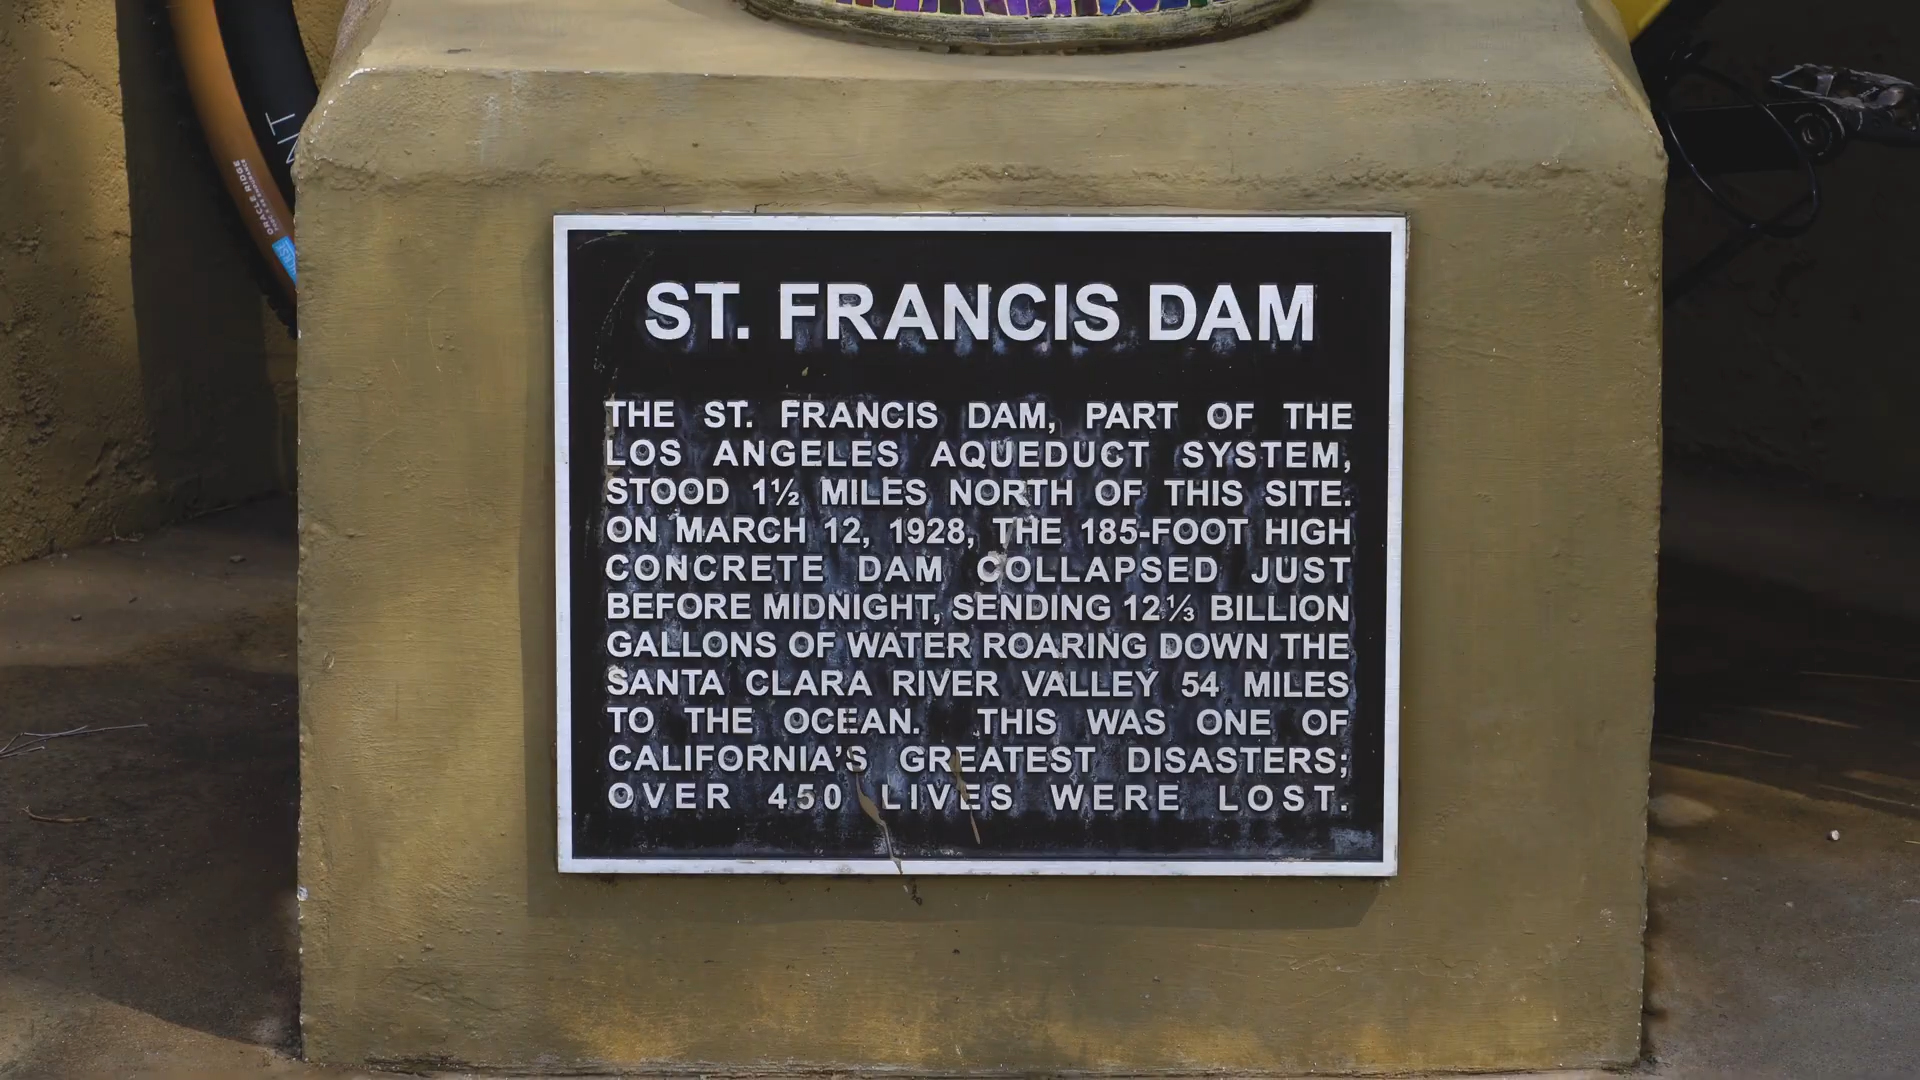 ST. FRANCIS DAM
THE ST. FRANCIS DAM, PART OF THE
LOS ANGELES AQUEDUCT SYSTEM,
STOOD 1½ MILES NORTH OF THIS SITE.
ON MARCH 12, 1928, THE 185-FOOT HIGH
CONCRETE DAM COLLAPSED JUST
BEFORE MIDNIGHT, SENDING 12⅓ BILLION
GALLONS OF WATER ROARING DOWN THE
SANTA CLARA RIVER VALLEY 54 MILES
TO THE OCEAN. THIS WAS ONE OF
CALIFORNIA'S GREATEST DISASTERS;
OVER 450 LIVES WERE LOST.
ORACLE RIDGE